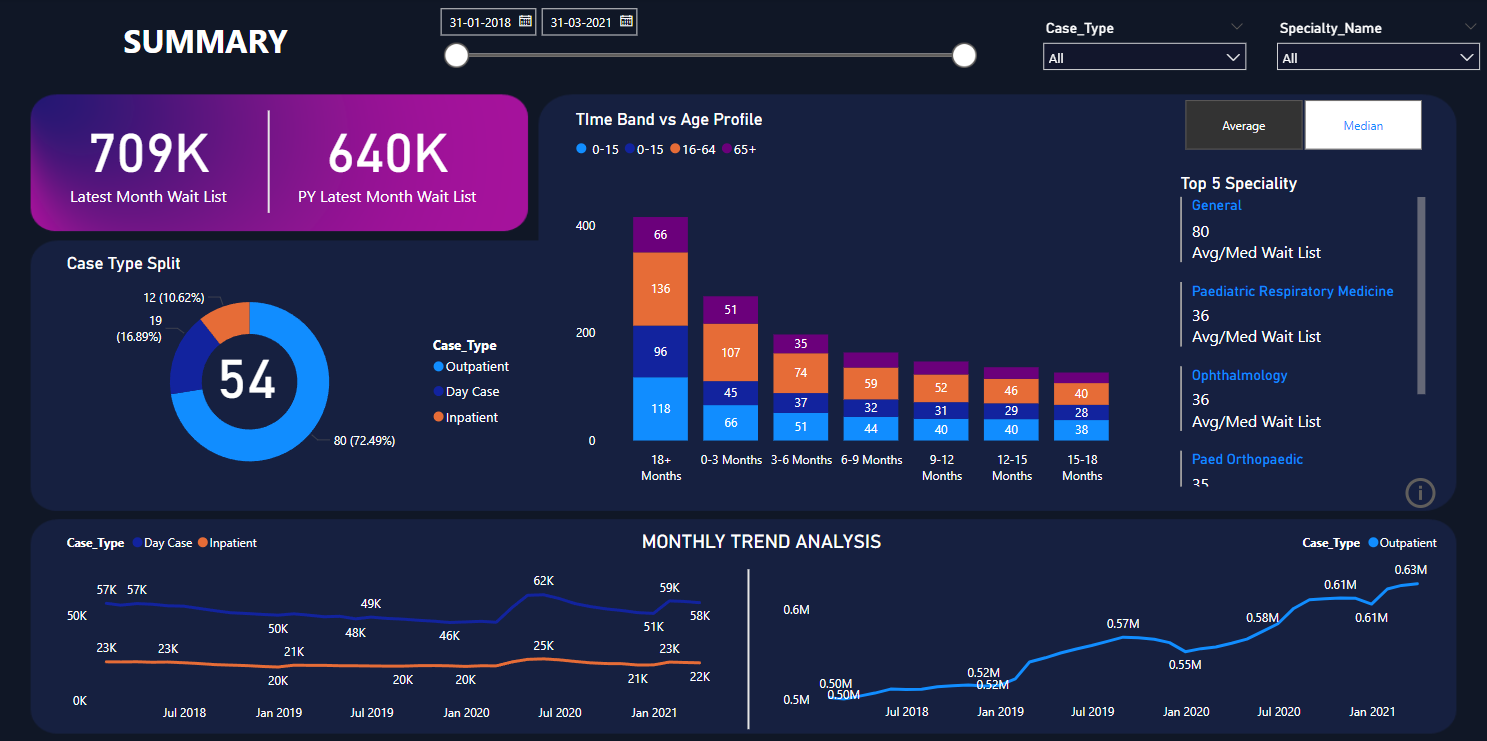 SUMMARY
31-01-2018
31-03-2021
Case_Type
All
Specialty_Name
All
709K
Latest Month Wait List
640K
PY Latest Month Wait List
Case Type Split
12 (10.62%)
19
(16.89%)
54
80 (72.49%)
Case_Type
Outpatient
Day Case
Inpatient
TIme Band vs Age Profile
0-15 0-15 16-64 65+
400
200
0
66
136
96
118
51
107
45
66
35
74
37
51
59
32
44
52
31
40
46
29
40
40
28
38
18+
Months
0-3 Months
3-6 Months
6-9 Months
9-12
Months
12-15
Months
15-18
Months
Average
Median
Top 5 Speciality
General
80
Avg/Med Wait List
Paediatric Respiratory Medicine
36
Avg/Med Wait List
Ophthalmology
36
Avg/Med Wait List
Paed Orthopaedic
35
MONTHLY TREND ANALYSIS
Case_Type Day Case Inpatient
50K
0K
57K
57K
50K
48K
49K
46K
62K
51K
59K
58K
23K
23K
20K
21K
20K
20K
25K
21K
23K
22K
Jul 2018
Jan 2019
Jul 2019
Jan 2020
Jul 2020
Jan 2021
Case_Type Outpatient
0.6M
0.5M
0.50M
0.50M
0.52M
0.52M
0.57M
0.55M
0.58M
0.61M
0.61M
0.63M
Jul 2018
Jan 2019
Jul 2019
Jan 2020
Jul 2020
Jan 2021